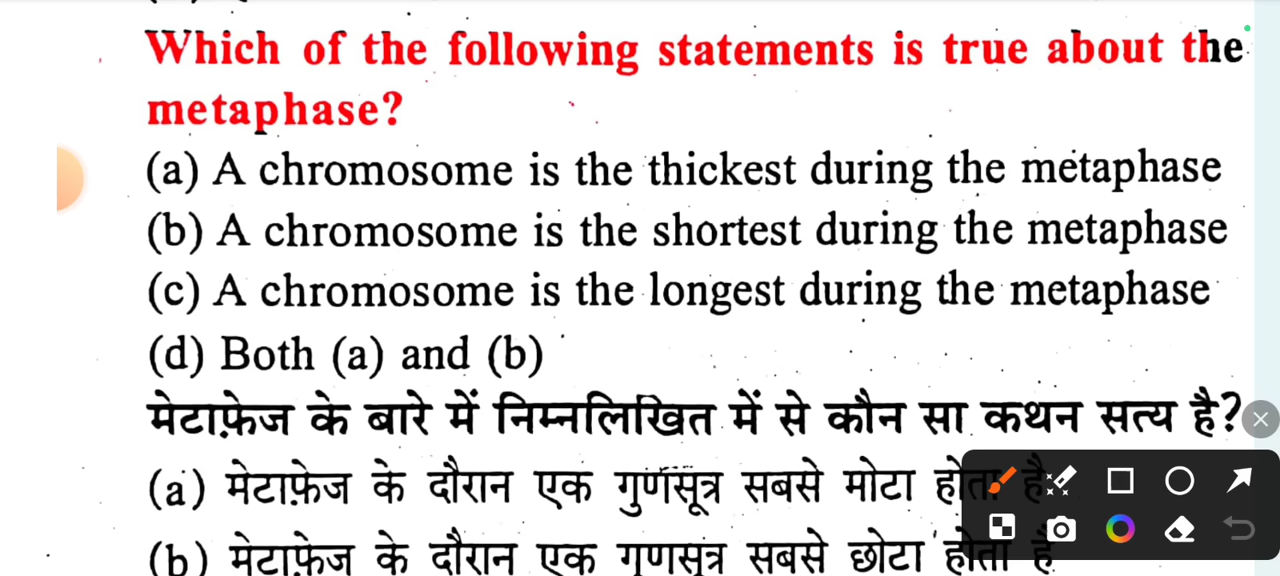 Which of the following statements is true about the
metaphase?
(a) A chromosome is the thickest during the metaphase
(b) A chromosome is the shortest during the metaphase
(c) A chromosome is the longest during the metaphase
(d) Both (a) and (b)
मेटाफ़ेज के बारे में निम्नलिखित में से कौन सा कथन सत्य है?
(a) मेटाफ़ेज के दौरान एक गुणसूत्र सबसे मोटा होता है
(b) मेटाफ़ेज के दौरान एक गुणसूत्र सबसे छोटा होता है